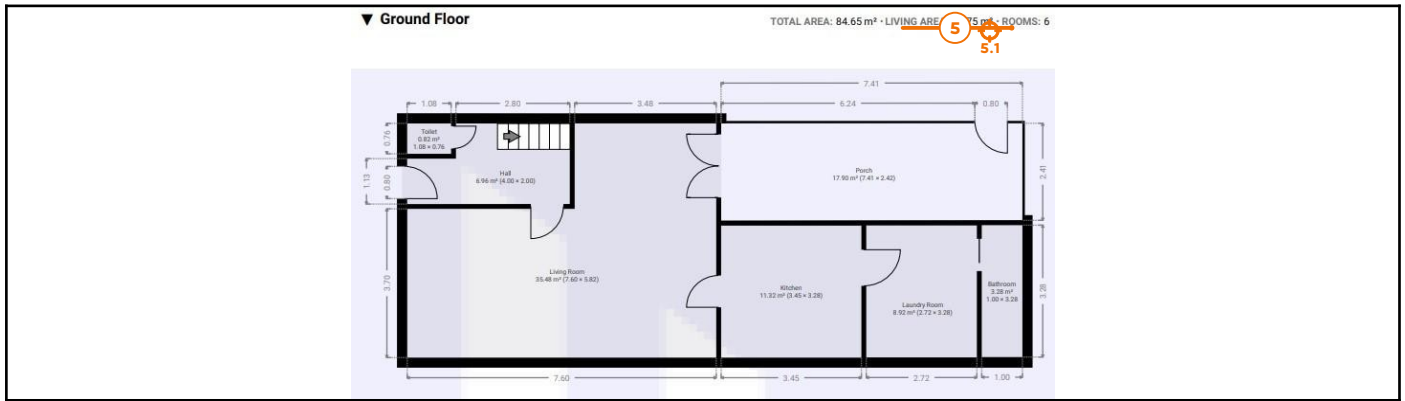 ▼ Ground Floor
TOTAL AREA: 84.65 m² · LIVING ARE 75 m² · ROOMS: 6
5
5.1
7.41
1.08
2.80
3.48
6.24
0.80
0.76
Toilet
0.82 m²
1.08 × 0.76
Hall
6.96 m² (4.00 × 2.00)
1.13
0.80
Porch
17.90 m² (7.41 × 2.42)
2.41
3.70
Living Room
35.48 m² (7.60 × 5.82)
Kitchen
11.32 m² (3.45 × 3.28)
Laundry Room
8.92 m² (2.72 × 3.28)
Bathroom
3.28 m²
1.00 × 3.28
3.28
7.60
3.45
2.72
1.00